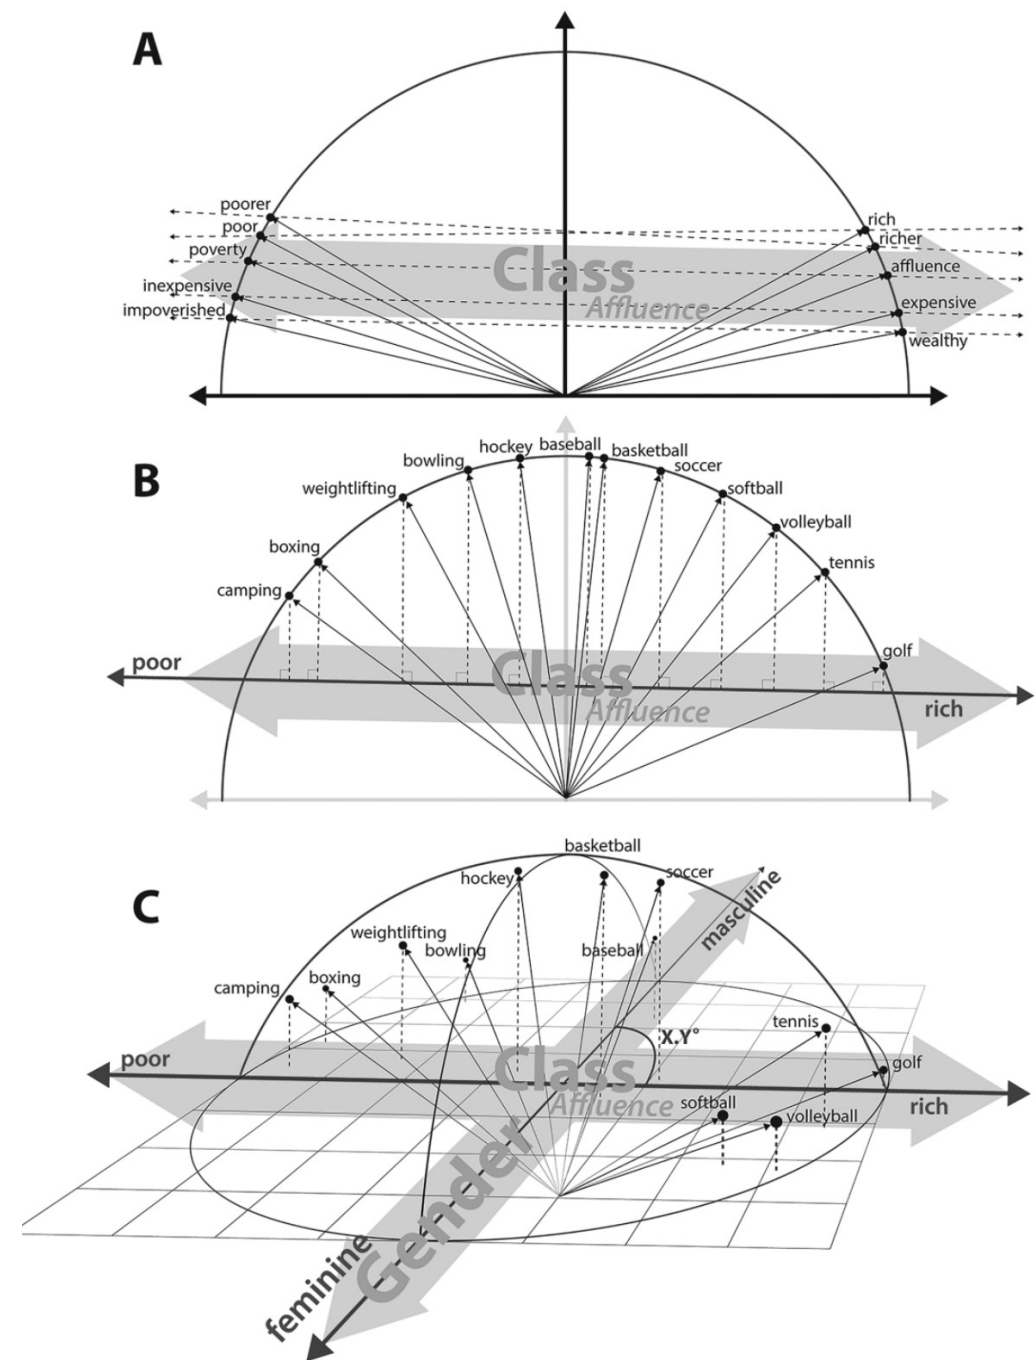 A
poorer
poor
poverty
inexpensive
impoverished
Class
Affluence
rich
richer
affluence
expensive
wealthy
B
camping
boxing
weightlifting
bowling
hockey
baseball
basketball
soccer
softball
volleyball
tennis
golf
poor
Class
Affluence
rich
C
basketball
hockey
soccer
masculine
weightlifting
bowling
baseball
camping
boxing
tennis
X.Y°
poor
Class
Affluence
golf
rich
softball
volleyball
Gender
feminine